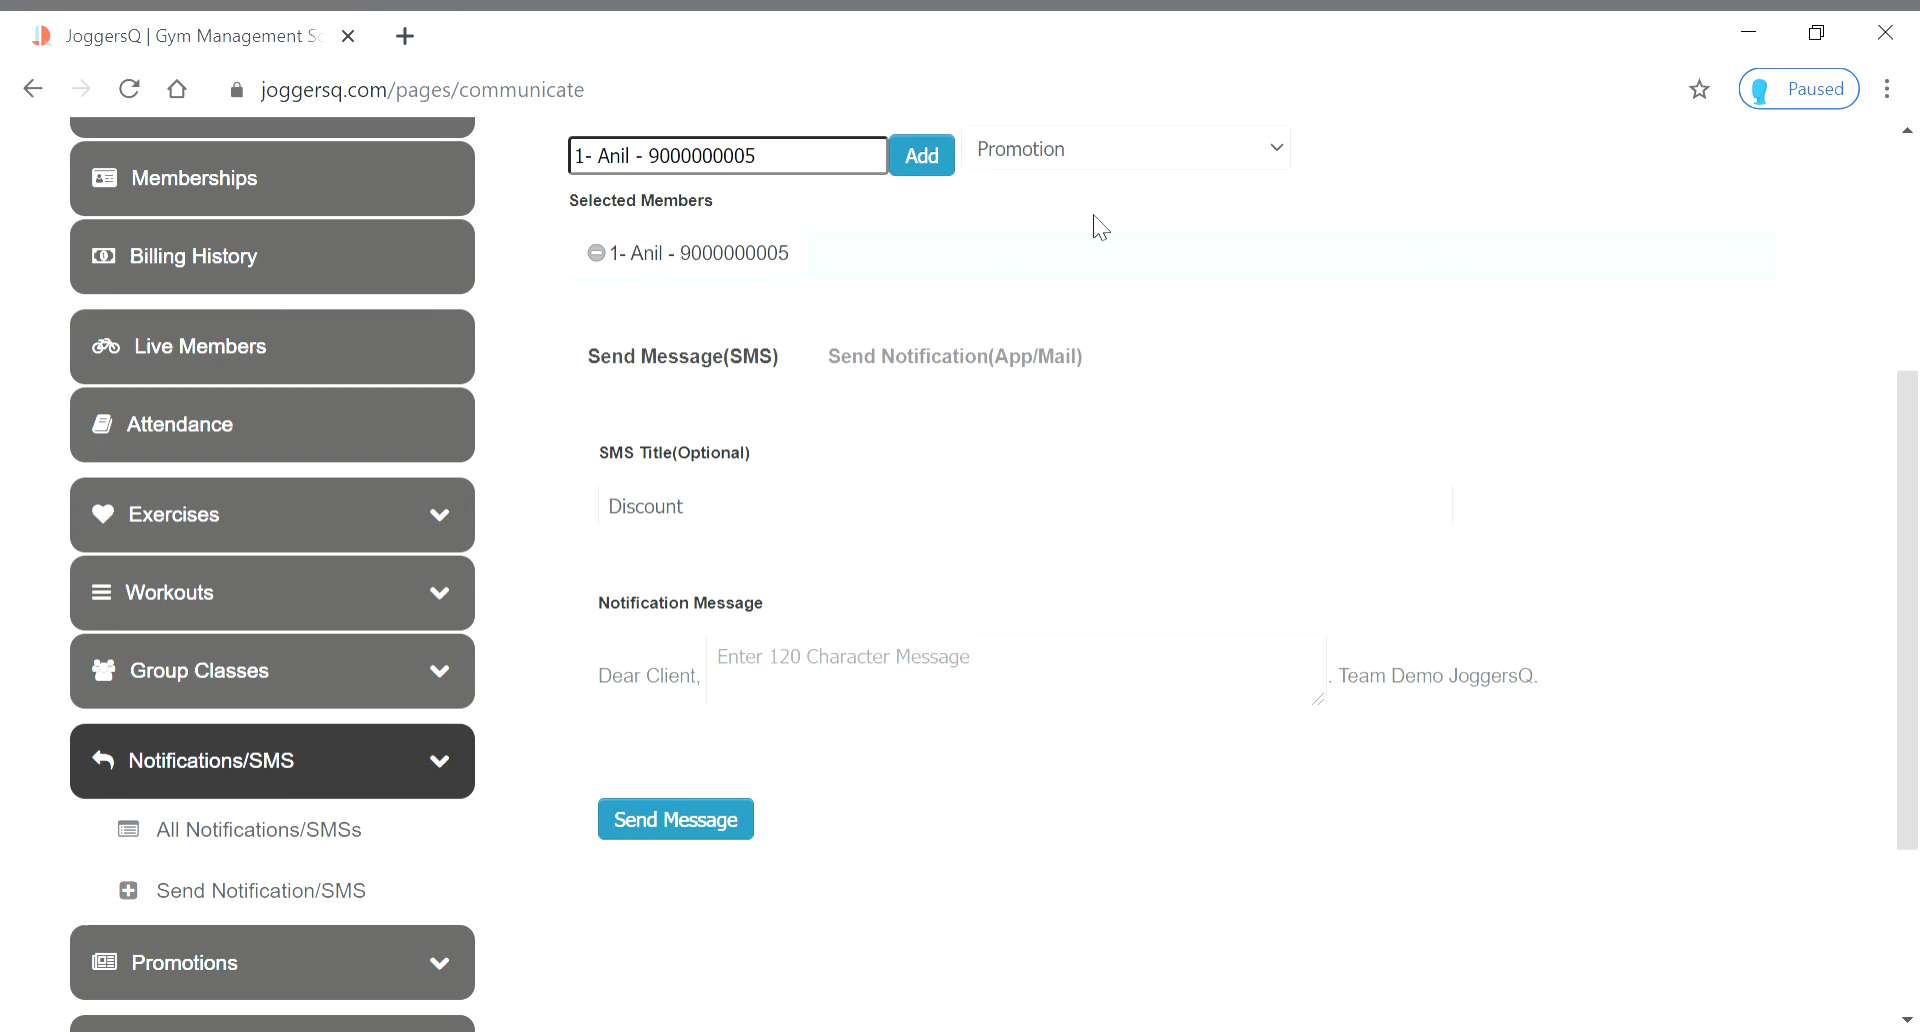 JoggersQ | Gym Management Sc
joggersq.com/pages/communicate
Paused
Memberships
Billing History
Live Members
Attendance
Exercises
Workouts
Group Classes
Notifications/SMS
All Notifications/SMSs
Send Notification/SMS
Promotions
1- Anil - 9000000005
Add
Promotion
Selected Members
1- Anil - 9000000005
Send Message(SMS)
Send Notification(App/Mail)
SMS Title(Optional)
Discount
Notification Message
Dear Client,
Enter 120 Character Message
. Team Demo JoggersQ.
Send Message